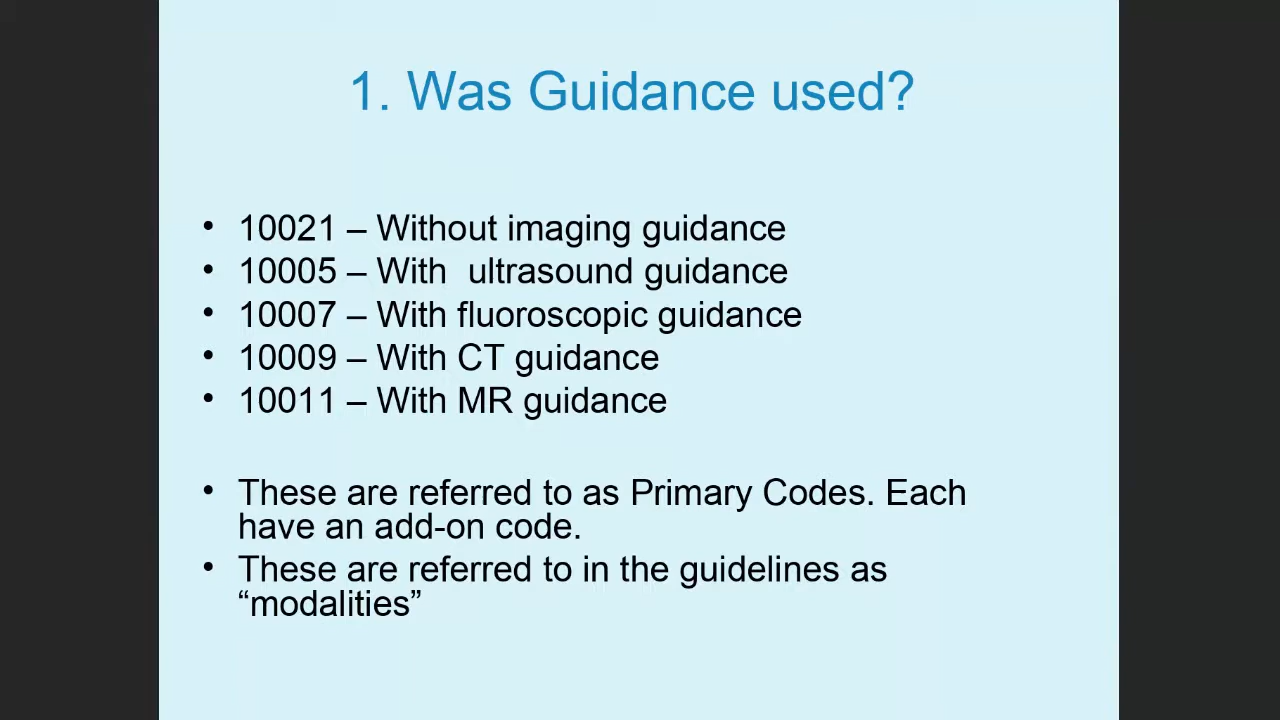 1. Was Guidance used?
• 10021 – Without imaging guidance
• 10005 – With  ultrasound guidance
• 10007 – With fluoroscopic guidance
• 10009 – With CT guidance
• 10011 – With MR guidance
• These are referred to as Primary Codes. Each
have an add-on code.
• These are referred to in the guidelines as
“modalities”